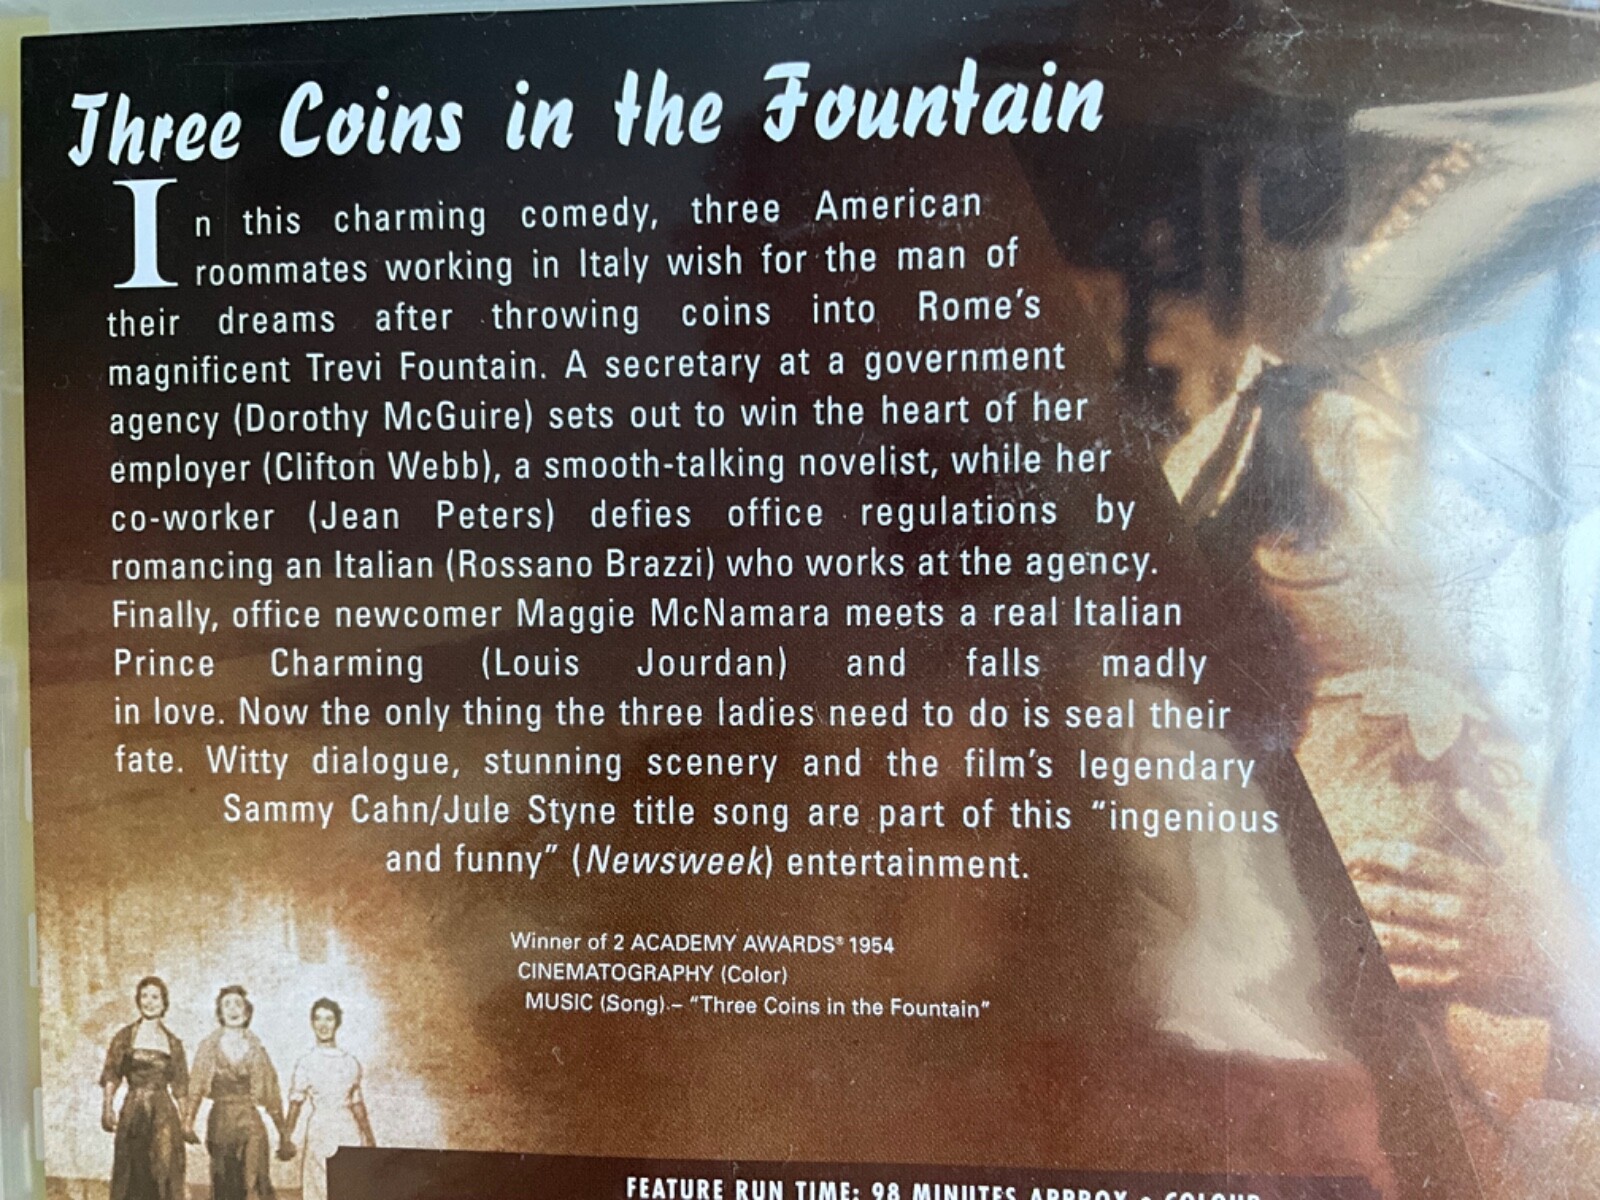 Three Coins in the Fountain
In this charming comedy, three American
roommates working in Italy wish for the man of
their dreams after throwing coins into Rome's
magnificent Trevi Fountain. A secretary at a government
agency (Dorothy McGuire) sets out to win the heart of her
employer (Clifton Webb), a smooth-talking novelist, while her
co-worker (Jean Peters) defies office regulations by
romancing an Italian (Rossano Brazzi) who works at the agency.
Finally, office newcomer Maggie McNamara meets a real Italian
Prince Charming (Louis Jourdan) and falls madly
in love. Now the only thing the three ladies need to do is seal their
fate. Witty dialogue, stunning scenery and the film's legendary
Sammy Cahn/Jule Styne title song are part of this "ingenious
and funny" (Newsweek) entertainment.
Winner of 2 ACADEMY AWARDS® 1954
CINEMATOGRAPHY (Color)
MUSIC (Song) – "Three Coins in the Fountain"
FEATURE RUN TIME: 98 MINUTES APPROX • COLOUR